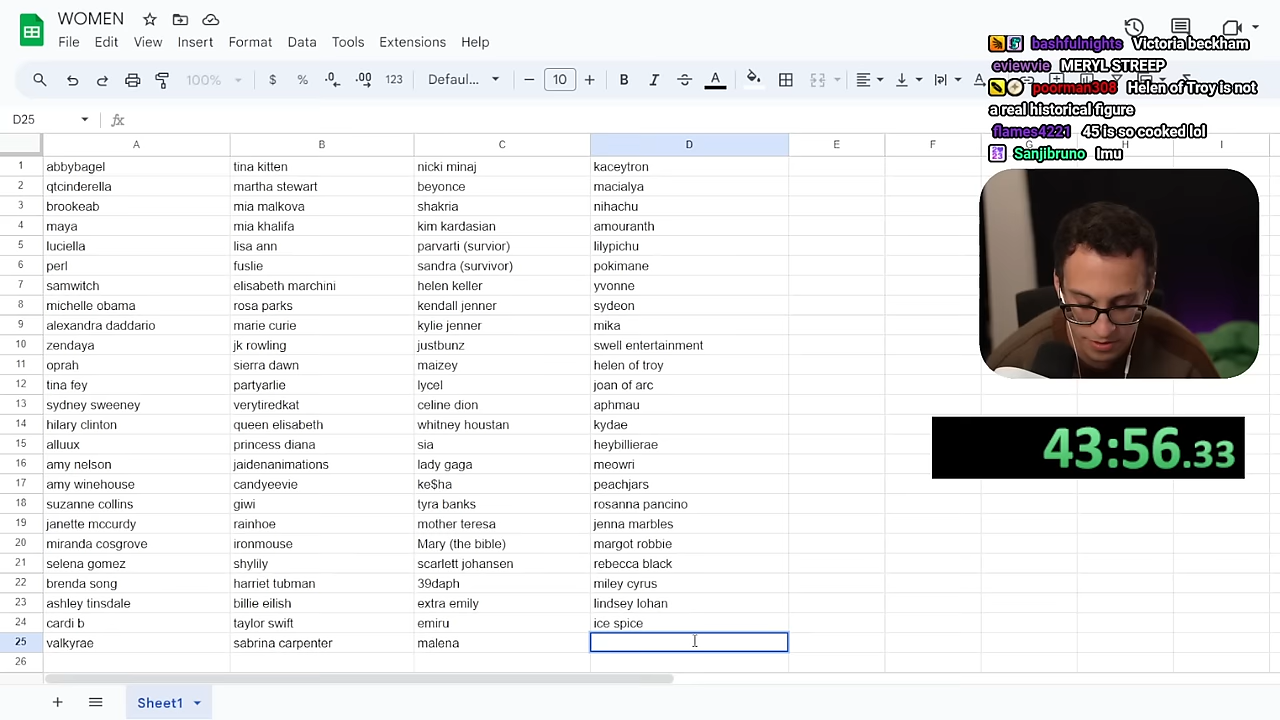 WOMEN
File Edit View Insert Format Data Tools Extensions Help
100% $ % .0 .00 123 Defaul... − 10 + B I S A
bashfulnights Victoria beckham
eviewvie MERYL STREEP
poorman308 Helen of Troy is not
a real historical figure
flames4221 45 is so cooked lol
Sanjibruno lmu
D25 fx
A B C D E F G H I
1 abbybagel tina kitten nicki minaj kaceytron
2 qtcinderella martha stewart beyonce macialya
3 brookeab mia malkova shakria nihachu
4 maya mia khalifa kim kardasian amouranth
5 luciella lisa ann parvarti (survior) lilypichu
6 perl fuslie sandra (survivor) pokimane
7 samwitch elisabeth marchini helen keller yvonne
8 michelle obama rosa parks kendall jenner sydeon
9 alexandra daddario marie curie kylie jenner mika
10 zendaya jk rowling justbunz swell entertainment
11 oprah sierra dawn maizey helen of troy
12 tina fey partyarlie lycel joan of arc
13 sydney sweeney verytiredkat celine dion aphmau
14 hilary clinton queen elisabeth whitney houstan kydae
15 alluux princess diana sia heybillierae
16 amy nelson jaidenanimations lady gaga meowri
17 amy winehouse candyeevie ke$ha peachjars
18 suzanne collins giwi tyra banks rosanna pancino
19 janette mccurdy rainhoe mother teresa jenna marbles
20 miranda cosgrove ironmouse Mary (the bible) margot robbie
21 selena gomez shylily scarlett johansen rebecca black
22 brenda song harriet tubman 39daph miley cyrus
23 ashley tinsdale billie eilish extra emily lindsey lohan
24 cardi b taylor swift emiru ice spice
25 valkyrae sabrina carpenter malena
26
43:56.33
Sheet1